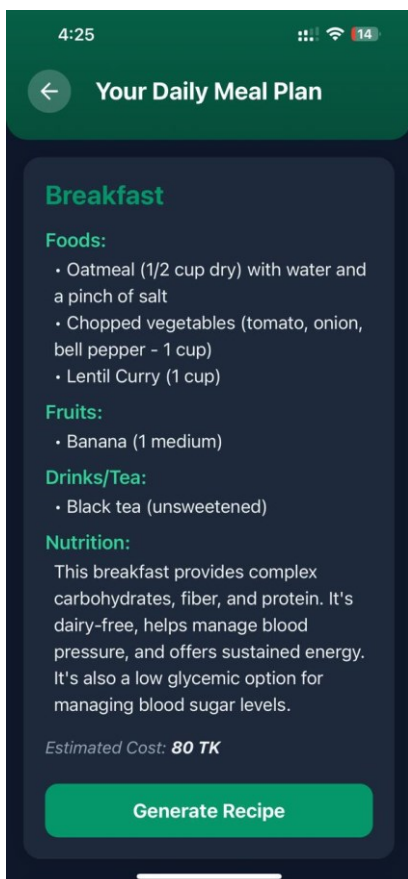 4:25
14
Your Daily Meal Plan
Breakfast
Foods:
• Oatmeal (1/2 cup dry) with water and
a pinch of salt
• Chopped vegetables (tomato, onion,
bell pepper - 1 cup)
• Lentil Curry (1 cup)
Fruits:
• Banana (1 medium)
Drinks/Tea:
• Black tea (unsweetened)
Nutrition:
This breakfast provides complex
carbohydrates, fiber, and protein. It's
dairy-free, helps manage blood
pressure, and offers sustained energy.
It's also a low glycemic option for
managing blood sugar levels.
Estimated Cost: 80 TK
Generate Recipe